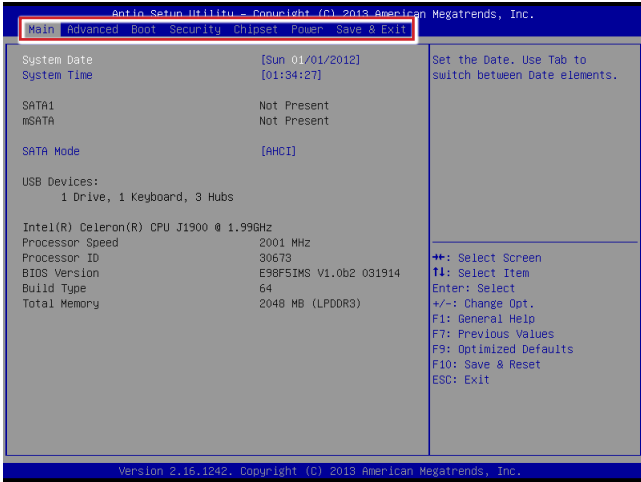 Aptio Setup Utility – Copyright (C) 2013 American Megatrends, Inc.
Main Advanced Boot Security Chipset Power Save & Exit
System Date [Sun 01/01/2012]
System Time [01:34:27]
SATA1 Not Present
mSATA Not Present
SATA Mode [AHCI]
USB Devices:
1 Drive, 1 Keyboard, 3 Hubs
Intel(R) Celeron(R) CPU J1900 @ 1.99GHz
Processor Speed 2001 MHz
Processor ID 30673
BIOS Version E98F5IMS V1.0b2 031914
Build Type 64
Total Memory 2048 MB (LPDDR3)
Set the Date. Use Tab to
switch between Date elements.
→←: Select Screen
↑↓: Select Item
Enter: Select
+/-: Change Opt.
F1: General Help
F7: Previous Values
F9: Optimized Defaults
F10: Save & Reset
ESC: Exit
Version 2.16.1242. Copyright (C) 2013 American Megatrends, Inc.